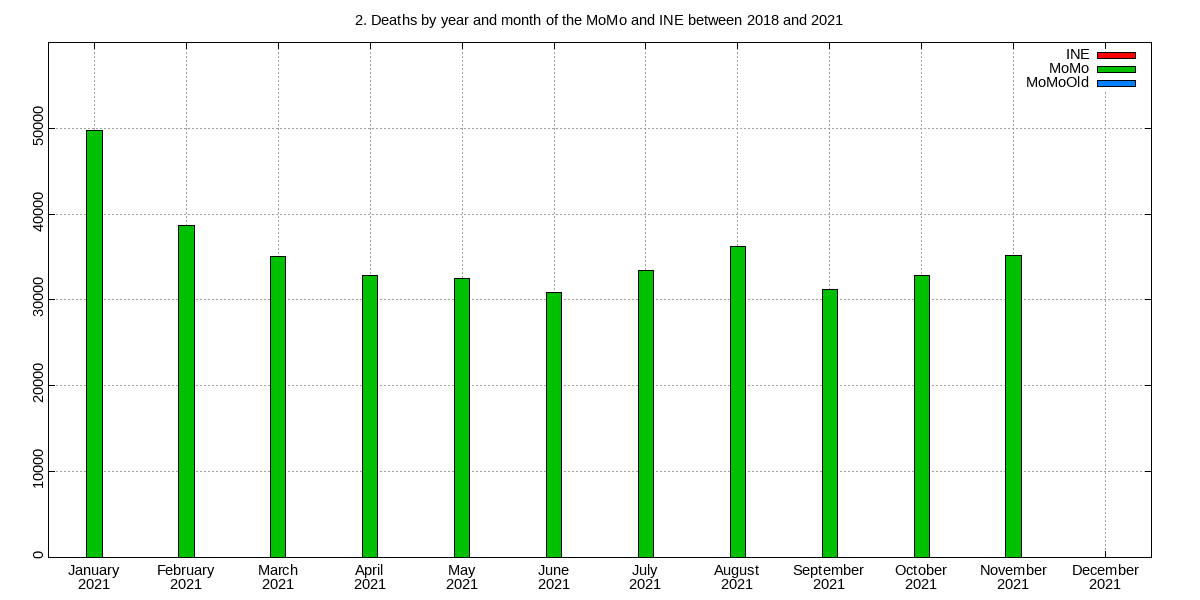 2. Deaths by year and month of the MoMo and INE between 2018 and 2021
INE
MoMo
MoMoOld
50000
40000
30000
20000
10000
0
January February March April May June July August September October November December
2021 2021 2021 2021 2021 2021 2021 2021 2021 2021 2021 2021